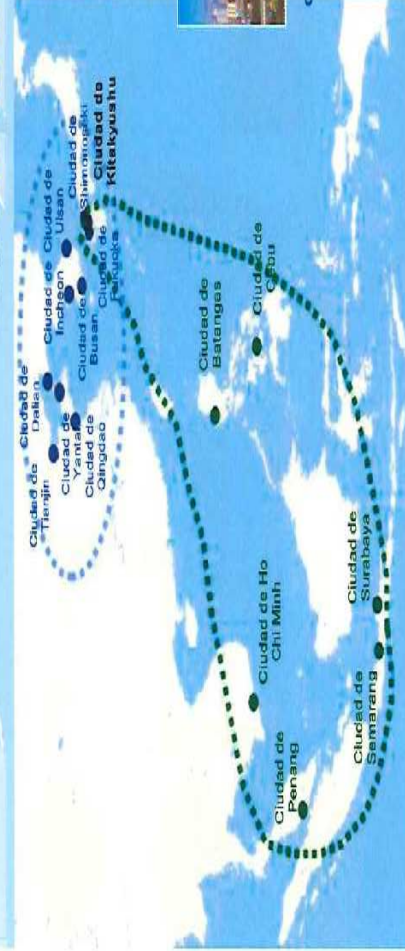 Ciudad de
Dalian
Ciudad de
Tianjin
Ciudad de
Yantai
Ciudad de
Qingdao
Ciudad de
Incheon
Ciudad de
Ulsan
Ciudad de
Busan
Ciudad de
Shimonoseki
Ciudad de
Kitakyushu
Ciudad de
Fukuoka
Ciudad de
Batangas
Ciudad de
Cebu
Ciudad de Ho
Chi Minh
Ciudad de
Penang
Ciudad de
Surabaya
Ciudad de
Semarang